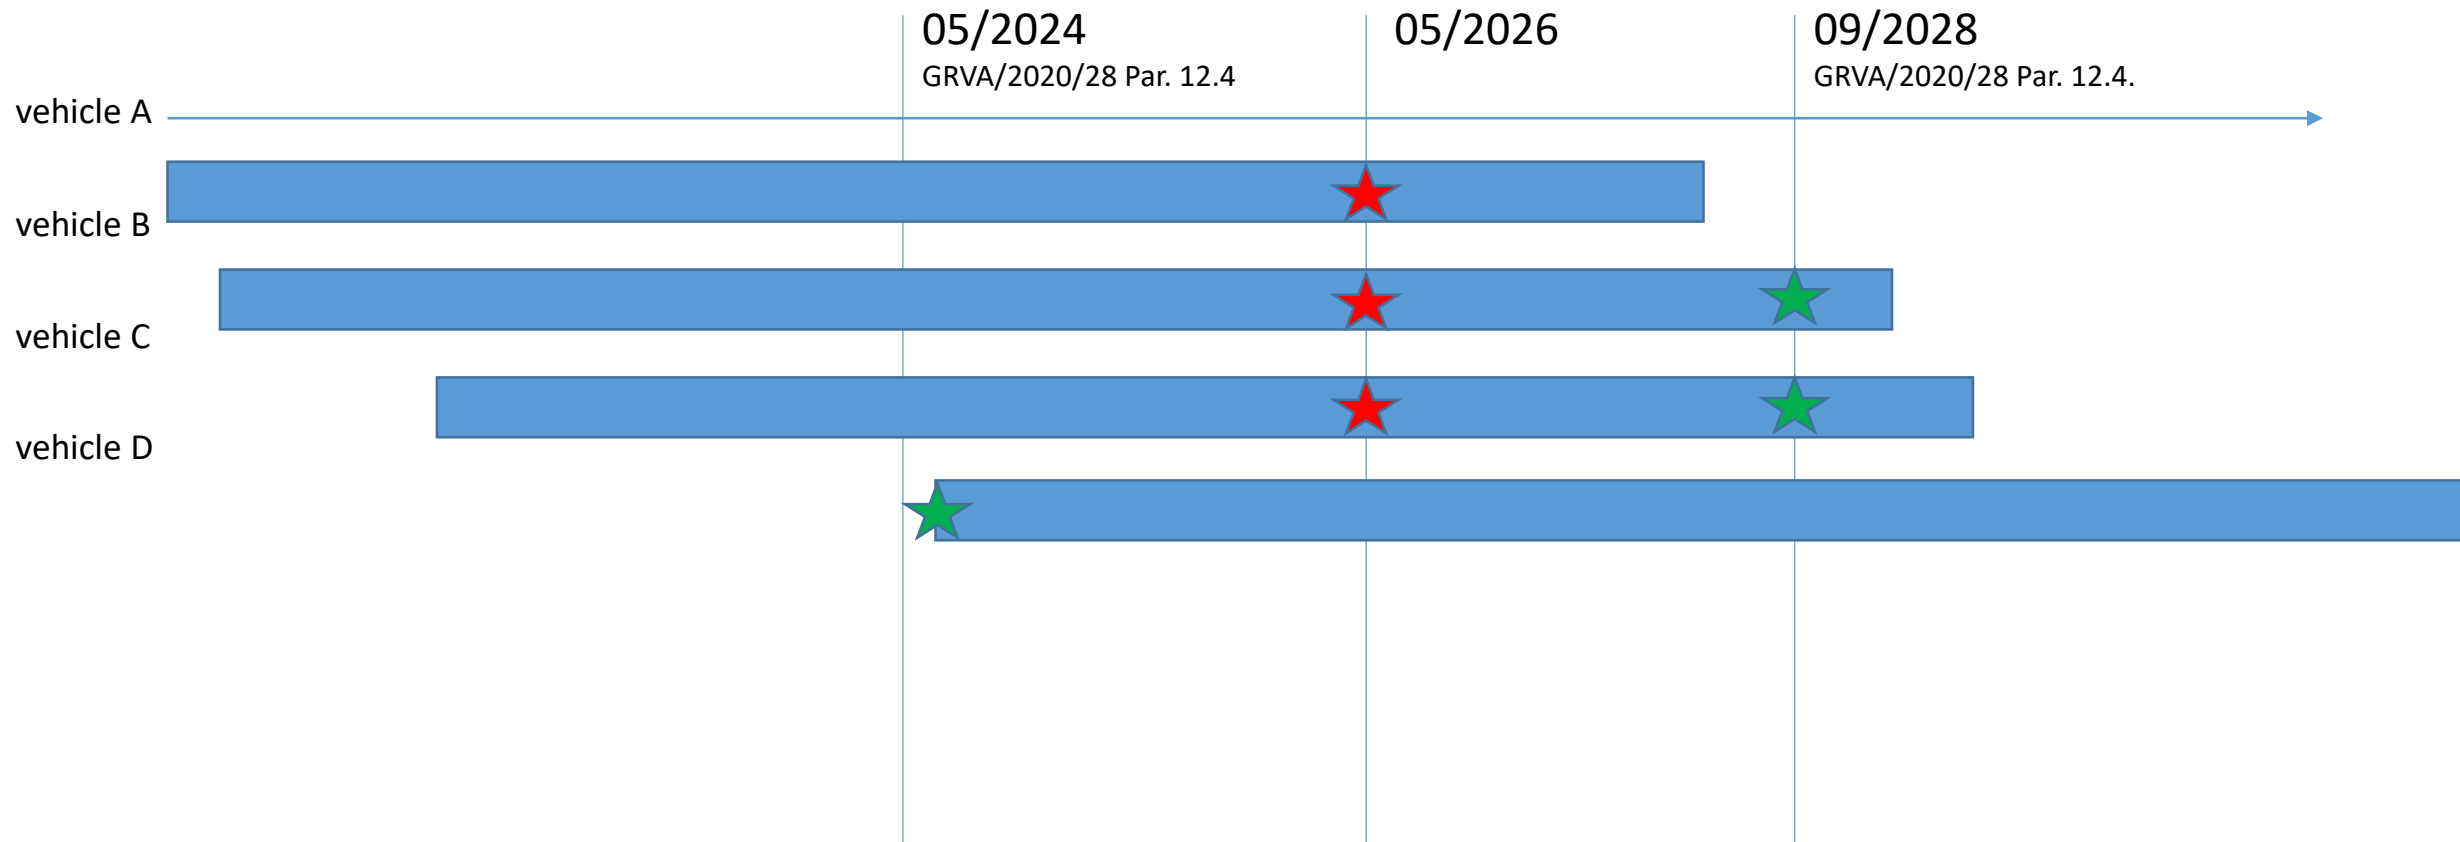 05/2024
GRVA/2020/28 Par. 12.4
05/2026
09/2028
GRVA/2020/28 Par. 12.4.
vehicle A
vehicle B
vehicle C
vehicle D